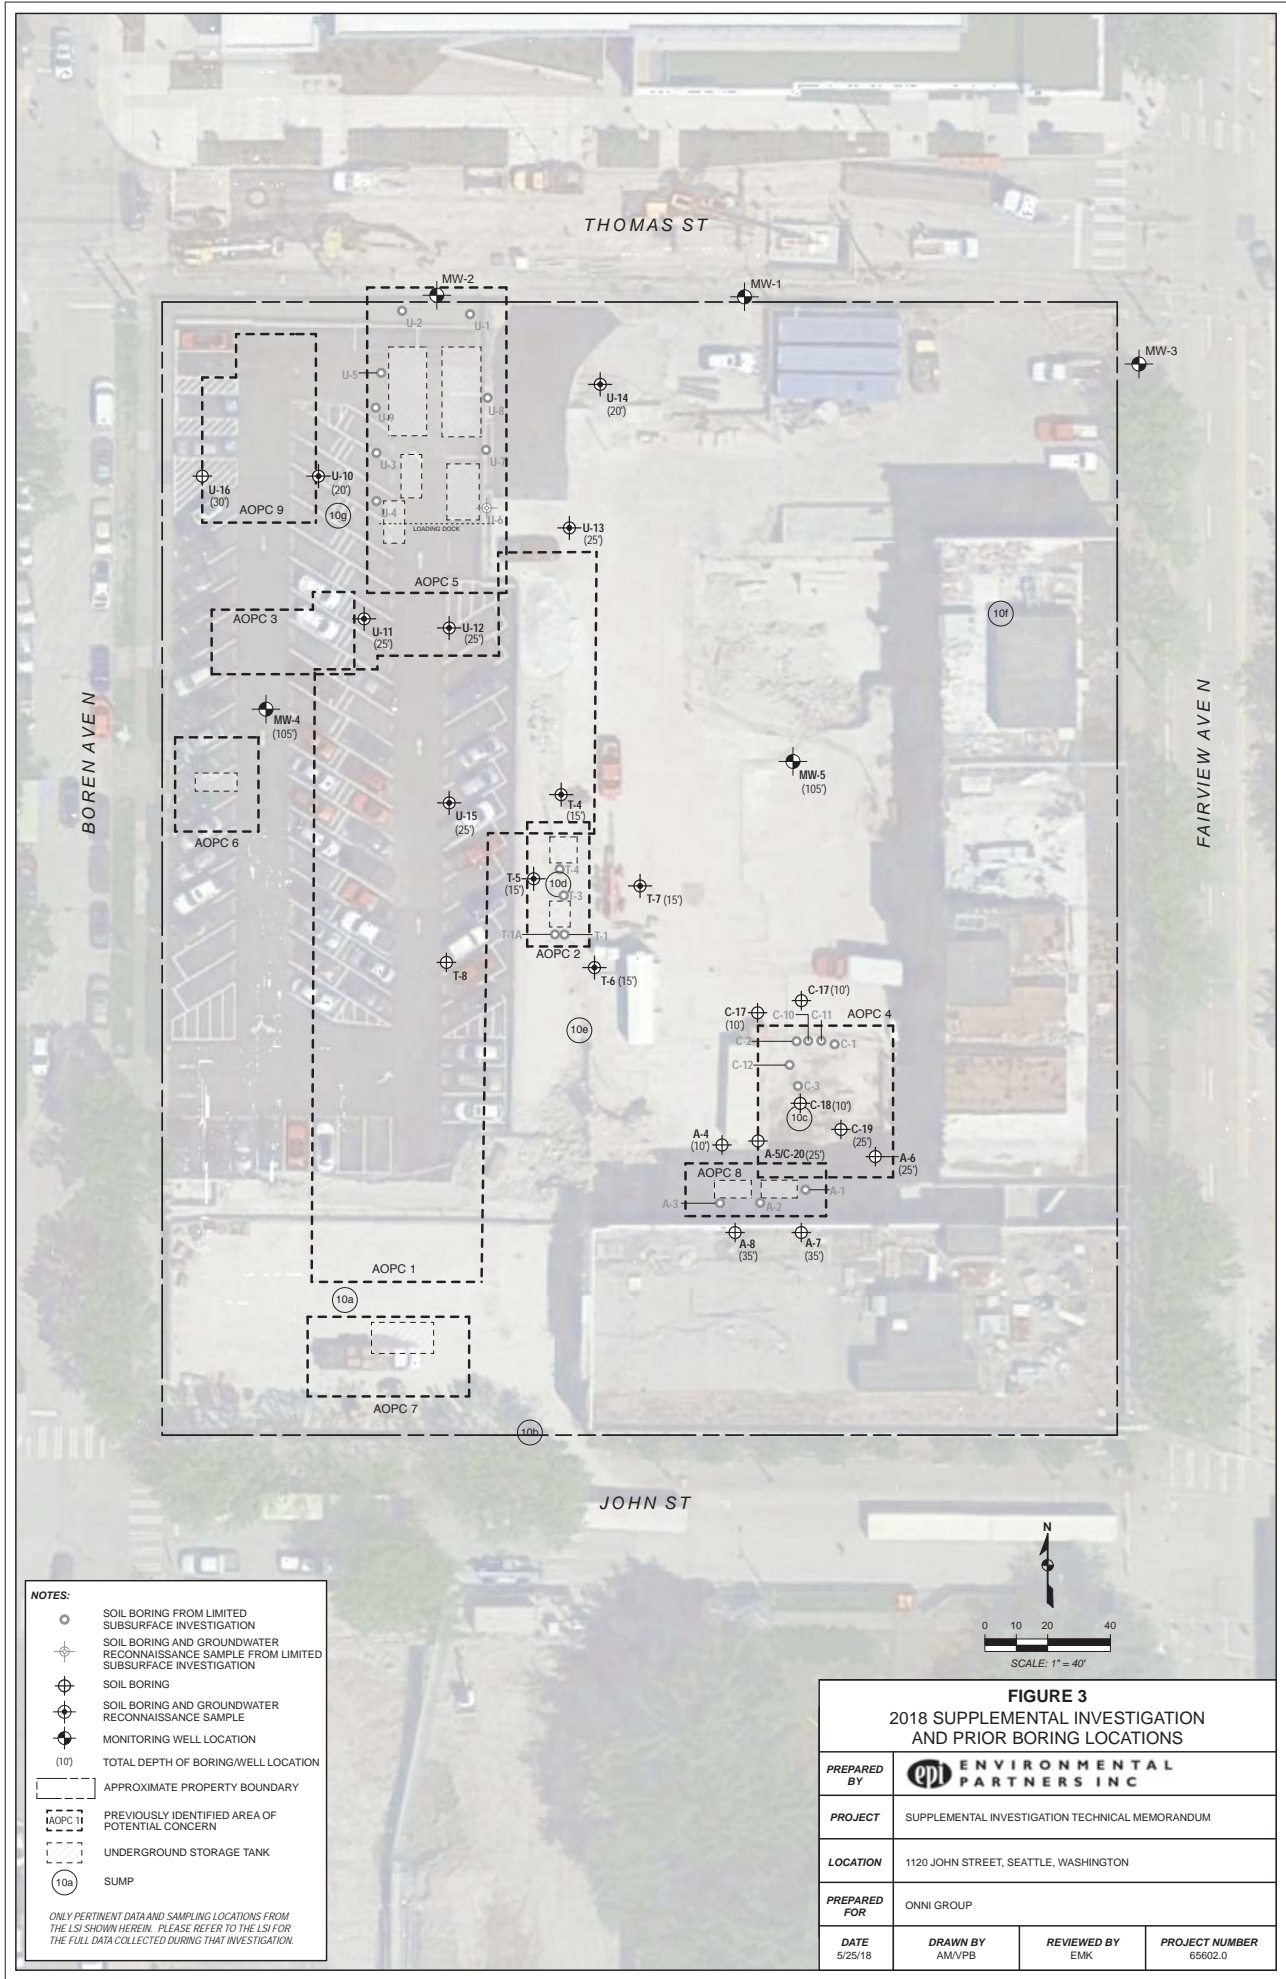 THOMAS ST
MW-2
MW-1
MW-3
U-2
U-1
U-5
U-14
(20')
U-8
U-9
U-3
U-7
U-16
(30')
U-10
(20')
AOPC 9
10g
U-4
U-6
LOADING DOCK
U-13
(25')
AOPC 5
10f
AOPC 3
U-11
(25')
U-12
(25')
BOREN AVE N
FAIRVIEW AVE N
MW-4
(105')
MW-5
(105')
AOPC 6
U-15
(25')
T-4
(15')
T-4
T-5
(15')
10d
T-3
T-7 (15')
T-1A
T-1
AOPC 2
T-8
T-6 (15')
10e
C-17 (10')
C-17
(10')
C-10
C-11
AOPC 4
C-2
C-1
C-12
C-3
C-18 (10')
10c
C-19
(25')
A-4
(10')
A-5/C-20 (25')
A-6
(25')
AOPC 8
A-1
A-3
A-2
A-8
(35')
A-7
(35')
AOPC 1
10a
AOPC 7
10b
JOHN ST
N
0 10 20 40
SCALE: 1" = 40'
NOTES:
SOIL BORING FROM LIMITED
SUBSURFACE INVESTIGATION
SOIL BORING AND GROUNDWATER
RECONNAISSANCE SAMPLE FROM LIMITED
SUBSURFACE INVESTIGATION
SOIL BORING
SOIL BORING AND GROUNDWATER
RECONNAISSANCE SAMPLE
MONITORING WELL LOCATION
(10') TOTAL DEPTH OF BORING/WELL LOCATION
APPROXIMATE PROPERTY BOUNDARY
AOPC 1 PREVIOUSLY IDENTIFIED AREA OF
POTENTIAL CONCERN
UNDERGROUND STORAGE TANK
10a SUMP
ONLY PERTINENT DATA AND SAMPLING LOCATIONS FROM
THE LSI SHOWN HEREIN. PLEASE REFER TO THE LSI FOR
THE FULL DATA COLLECTED DURING THAT INVESTIGATION.
FIGURE 3
2018 SUPPLEMENTAL INVESTIGATION
AND PRIOR BORING LOCATIONS
PREPARED
BY
epi ENVIRONMENTAL
PARTNERS INC
PROJECT SUPPLEMENTAL INVESTIGATION TECHNICAL MEMORANDUM
LOCATION 1120 JOHN STREET, SEATTLE, WASHINGTON
PREPARED
FOR
ONNI GROUP
DATE
5/25/18
DRAWN BY
AM/VPB
REVIEWED BY
EMK
PROJECT NUMBER
65602.0